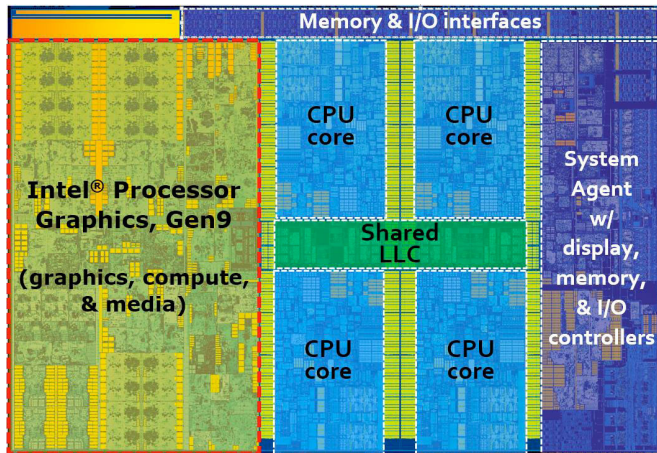 Memory & I/O interfaces
CPU
core
CPU
core
Intel® Processor
Graphics, Gen9
(graphics, compute,
& media)
Shared
LLC
System
Agent
w/
display,
memory,
& I/O
controllers
CPU
core
CPU
core